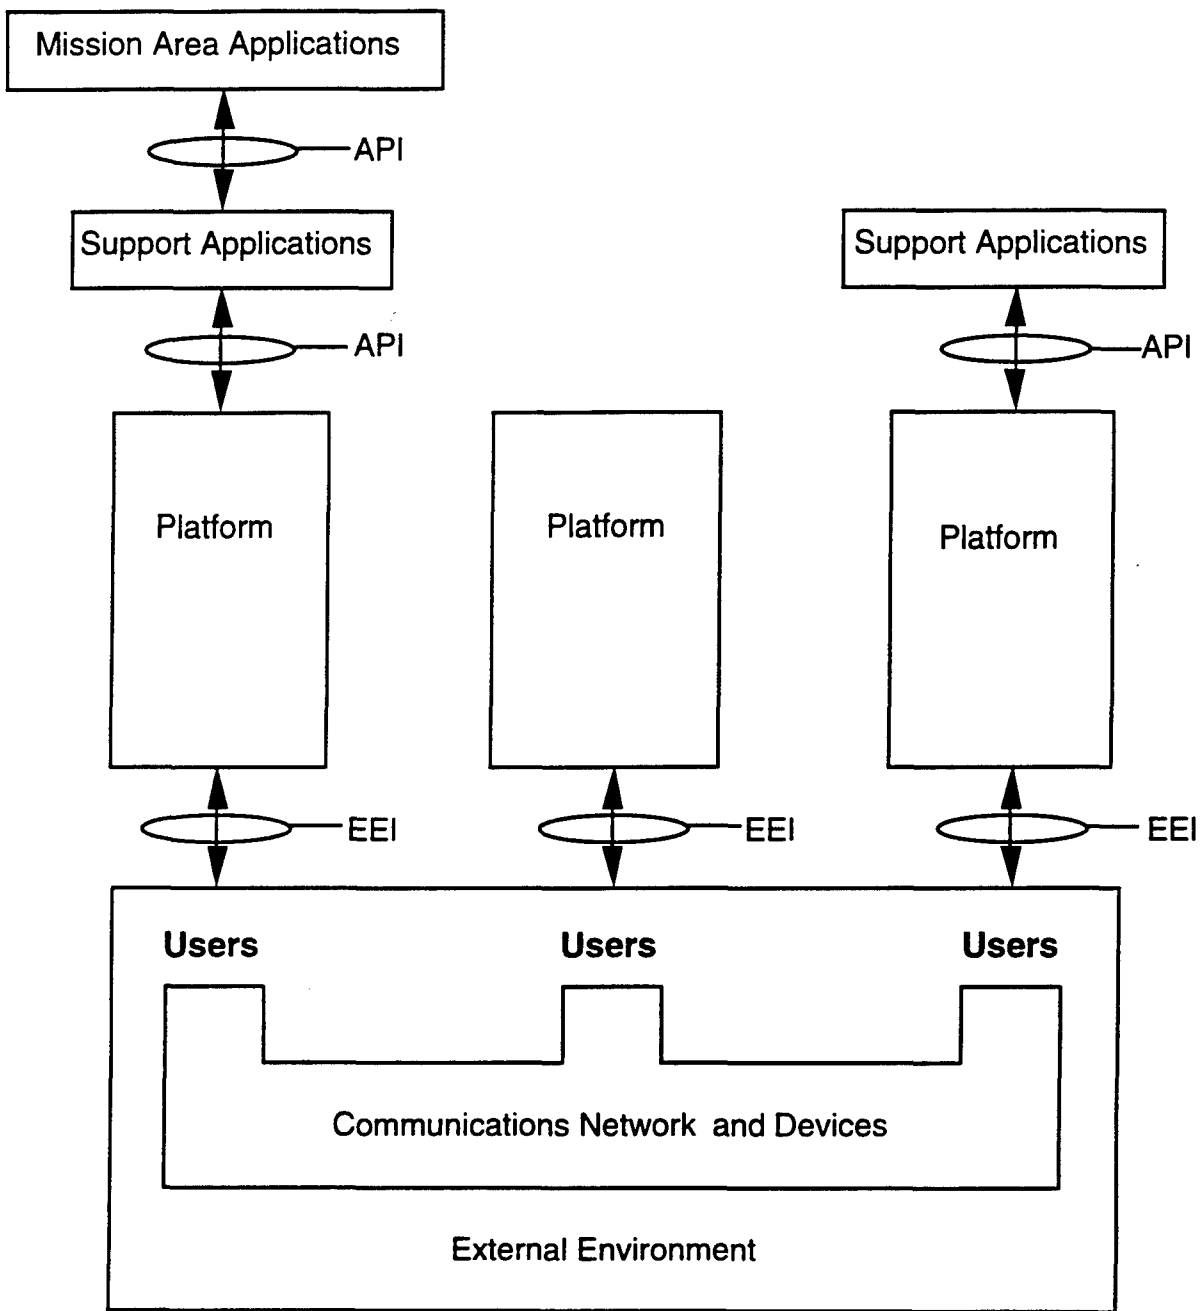 Mission Area Applications
API
Support Applications
Support Applications
API
API
Platform
Platform
Platform
EEI
EEI
EEI
Users
Users
Users
Communications Network and Devices
External Environment